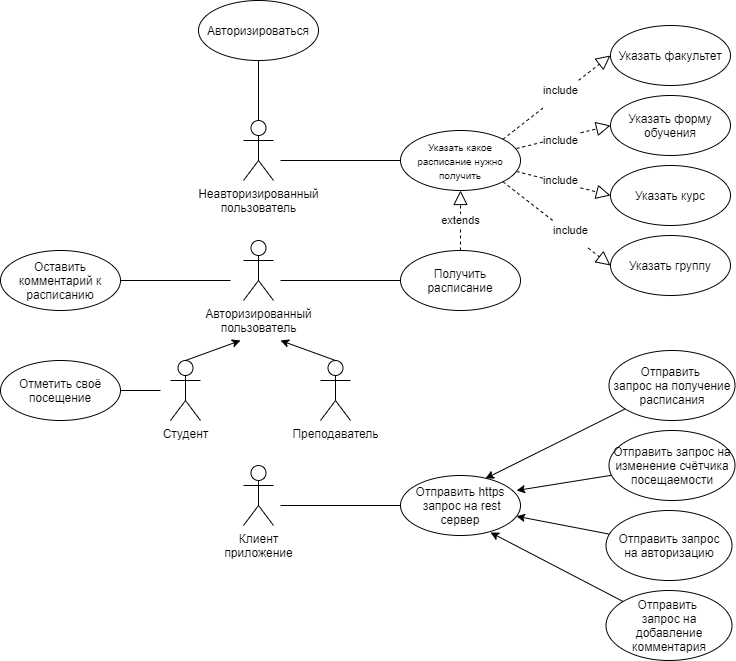 Авторизироваться
Неавторизированный
пользователь
Указать какое
расписание нужно
получить
include
include
include
include
Указать факультет
Указать форму
обучения
Указать курс
Указать группу
extends
Оставить
комментарий к
расписанию
Авторизированный
пользователь
Получить
расписание
Отметить своё
посещение
Студент
Преподаватель
Клиент
приложение
Отправить https
запрос на rest
сервер
Отправить
запрос на получение
расписания
Отправить запрос на
изменение счётчика
посещаемости
Отправить запрос
на авторизацию
Отправить
запрос на
добавление
комментария